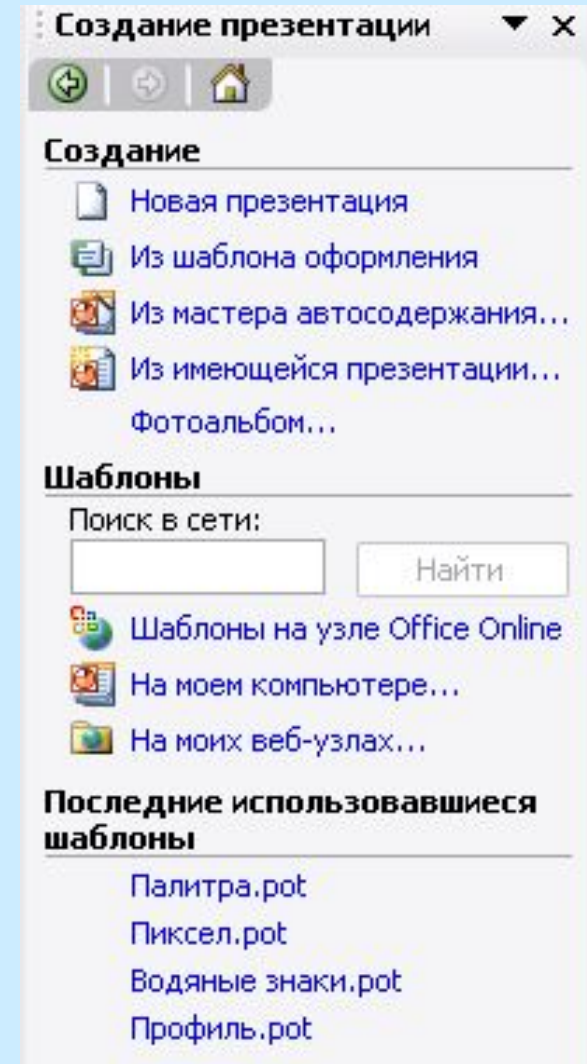 Создание презентации
Создание
Новая презентация
Из шаблона оформления
Из мастера автосодержания...
Из имеющейся презентации...
Фотоальбом...
Шаблоны
Поиск в сети:
Найти
Шаблоны на узле Office Online
На моем компьютере...
На моих веб-узлах...
Последние использовавшиеся
шаблоны
Палитра.pot
Пиксел.pot
Водяные знаки.pot
Профиль.pot